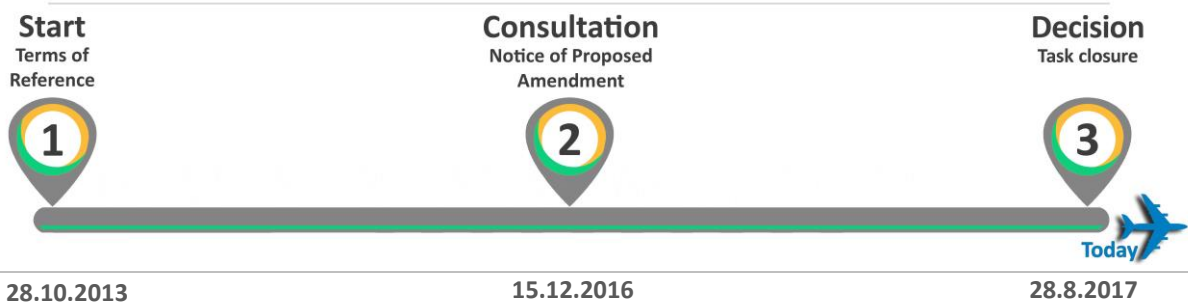 Start
Terms of
Reference
1
Consultation
Notice of Proposed
Amendment
2
Decision
Task closure
3
Today
28.10.2013
15.12.2016
28.8.2017